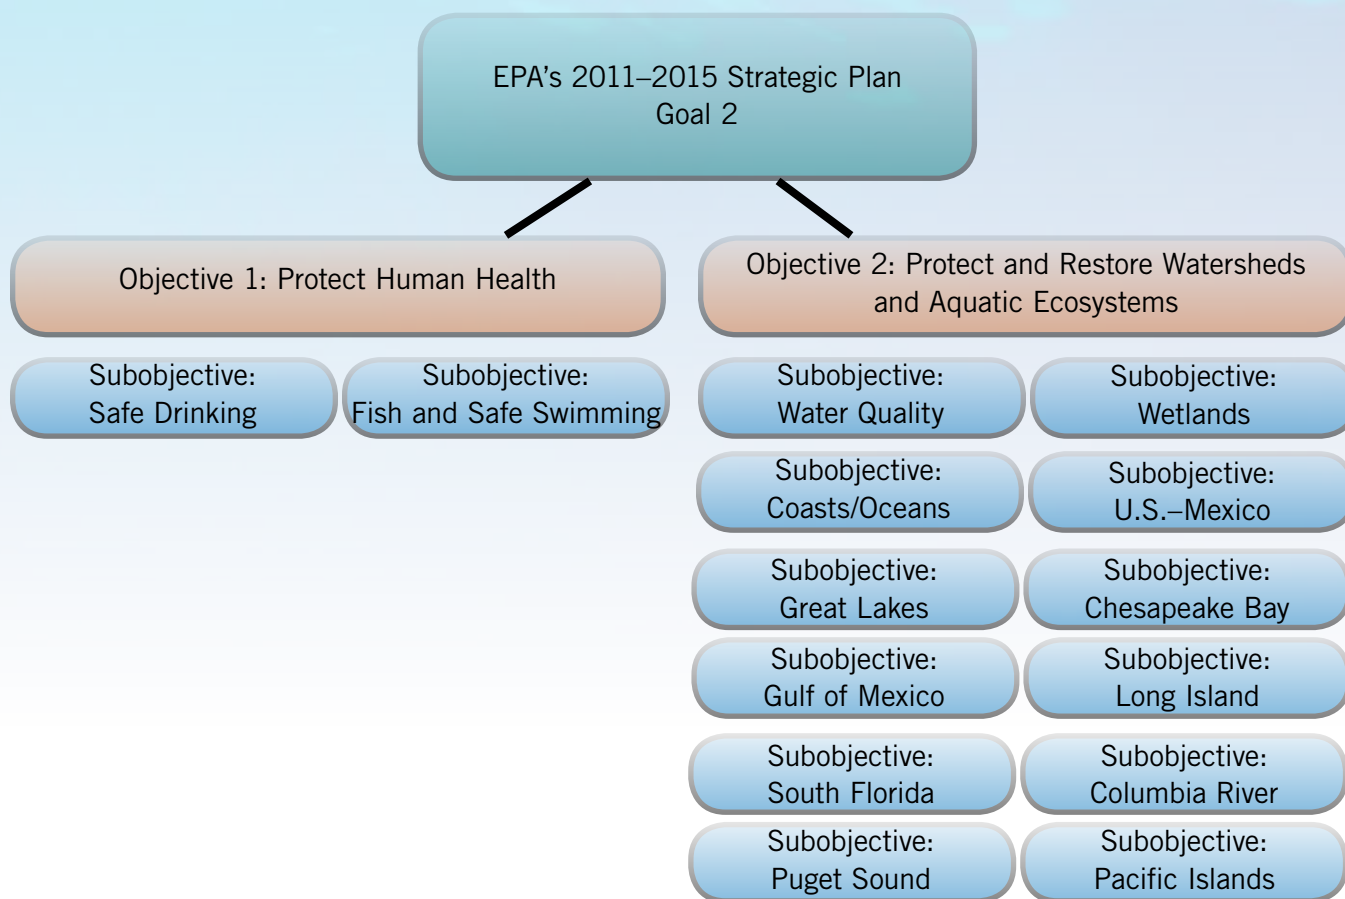 EPA's 2011–2015 Strategic Plan
Goal 2
Objective 1: Protect Human Health
Objective 2: Protect and Restore Watersheds
and Aquatic Ecosystems
Subobjective:
Safe Drinking
Subobjective:
Fish and Safe Swimming
Subobjective:
Water Quality
Subobjective:
Wetlands
Subobjective:
Coasts/Oceans
Subobjective:
U.S.–Mexico
Subobjective:
Great Lakes
Subobjective:
Chesapeake Bay
Subobjective:
Gulf of Mexico
Subobjective:
Long Island
Subobjective:
South Florida
Subobjective:
Columbia River
Subobjective:
Puget Sound
Subobjective:
Pacific Islands